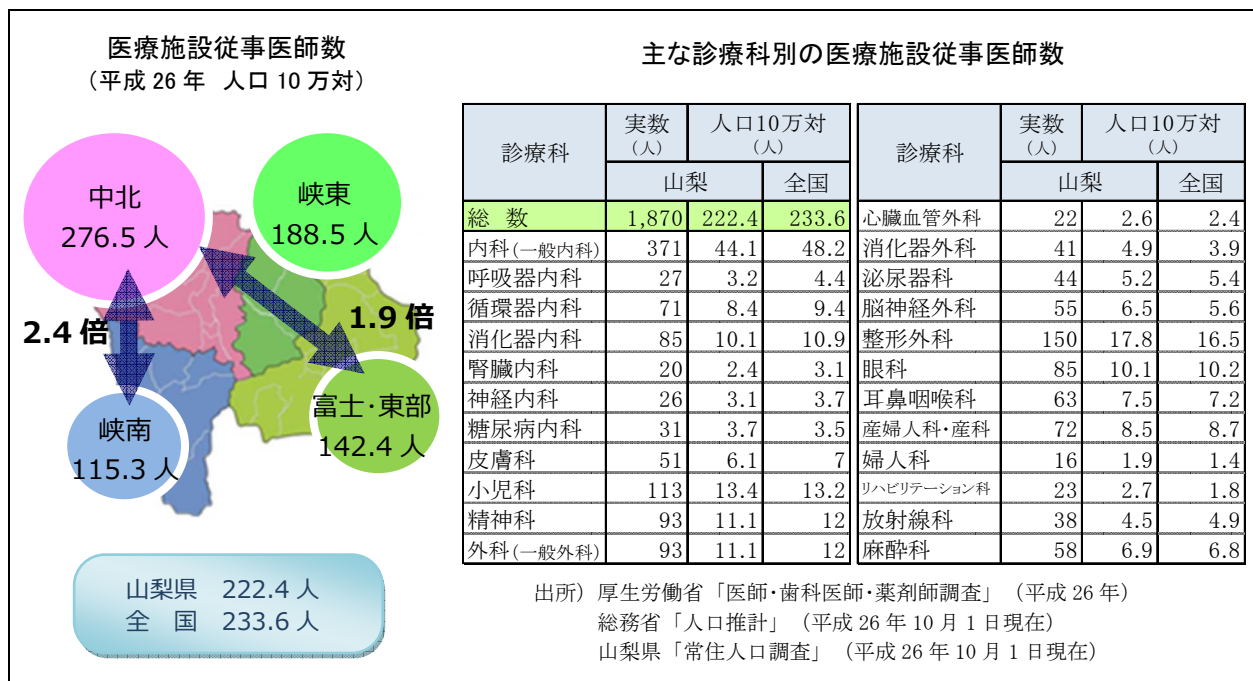 医療施設従事医師数
（平成 26 年 人口 10 万対）
中北
276.5 人
峡東
188.5 人
2.4 倍
1.9 倍
峡南
115.3 人
富士・東部
142.4 人
山梨県 222.4 人
全 国 233.6 人
主な診療科別の医療施設従事医師数
診療科 実数（人） 人口10万対（人） 診療科 実数（人） 人口10万対（人）
山梨 全国 山梨 全国
総 数 1,870 222.4 233.6 心臓血管外科 22 2.6 2.4
内科（一般内科） 371 44.1 48.2 消化器外科 41 4.9 3.9
呼吸器内科 27 3.2 4.4 泌尿器科 44 5.2 5.4
循環器内科 71 8.4 9.4 脳神経外科 55 6.5 5.6
消化器内科 85 10.1 10.9 整形外科 150 17.8 16.5
腎臓内科 20 2.4 3.1 眼科 85 10.1 10.2
神経内科 26 3.1 3.7 耳鼻咽喉科 63 7.5 7.2
糖尿病内科 31 3.7 3.5 産婦人科・産科 72 8.5 8.7
皮膚科 51 6.1 7 婦人科 16 1.9 1.4
小児科 113 13.4 13.2 リハビリテーション科 23 2.7 1.8
精神科 93 11.1 12 放射線科 38 4.5 4.9
外科（一般外科） 93 11.1 12 麻酔科 58 6.9 6.8
出所）厚生労働省「医師・歯科医師・薬剤師調査」（平成 26 年）
総務省「人口推計」（平成 26 年 10 月 1 日現在）
山梨県「常住人口調査」（平成 26 年 10 月 1 日現在）